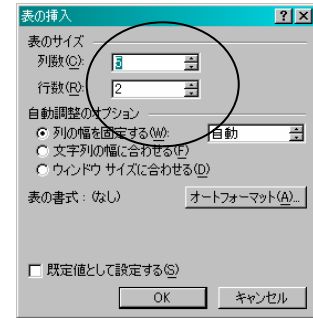 表の挿入 ? ×
表のサイズ
列数(C): 5
行数(R): 2
自動調整のオプション
列の幅を固定する(W): 自動
文字列の幅に合わせる(F)
ウィンドウ サイズに合わせる(D)
表の書式 : (なし) オートフォーマット(A)...
既定値として設定する(S)
OK キャンセル